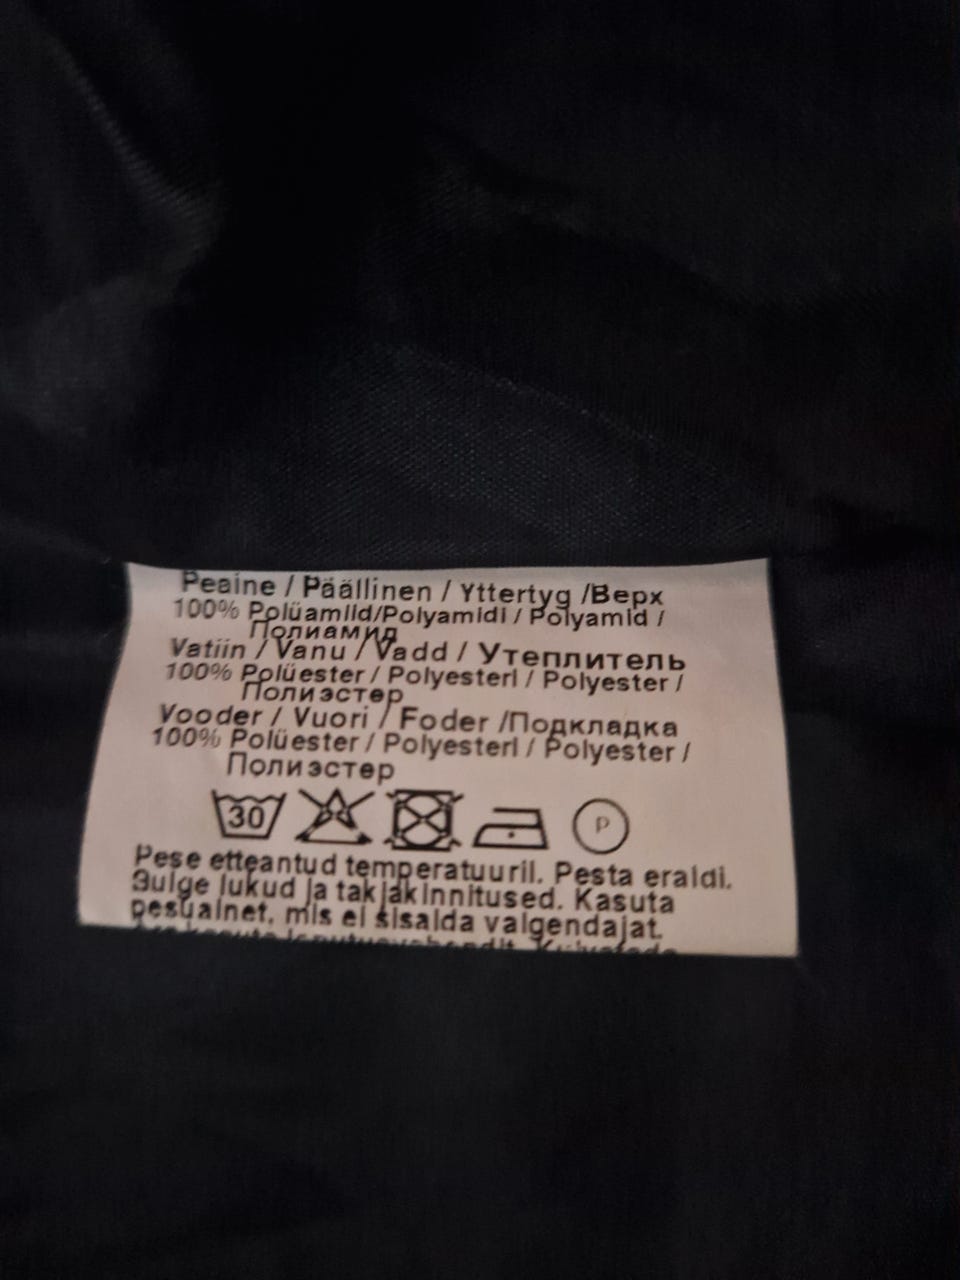 Peaine / Päällinen / Yttertyg /Верх
100% Polüamiid/Polyamidi / Polyamid /
Полиамид
Vatiin / Vanu / Vadd / Утеплитель
100% Polüester / Polyesteri / Polyester /
Полиэстер
Vooder / Vuori / Foder /Подкладка
100% Polüester / Polyesteri / Polyester /
Полиэстер
30 P
Pese etteantud temperatuuril. Pesta eraldi.
Sulge lukud ja takjakinnitused. Kasuta
pesuainet, mis ei sisalda valgendajat.